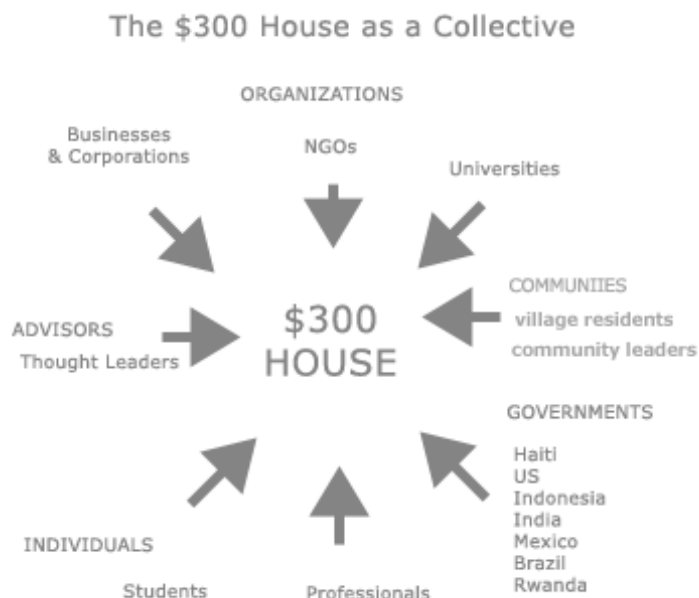 The $300 House as a Collective
ORGANIZATIONS
Businesses
& Corporations
NGOs
Universities
COMMUNIIES
village residents
community leaders
$300
HOUSE
ADVISORS
Thought Leaders
GOVERNMENTS
Haiti
US
Indonesia
India
Mexico
Brazil
Rwanda
INDIVIDUALS
Students
Professionals